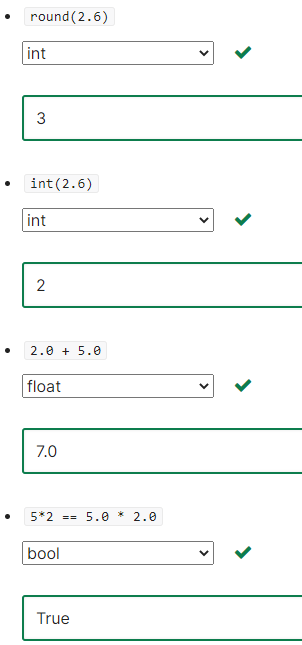 round(2.6)
int
3
int(2.6)
int
2
2.0 + 5.0
float
7.0
5*2 == 5.0 * 2.0
bool
True